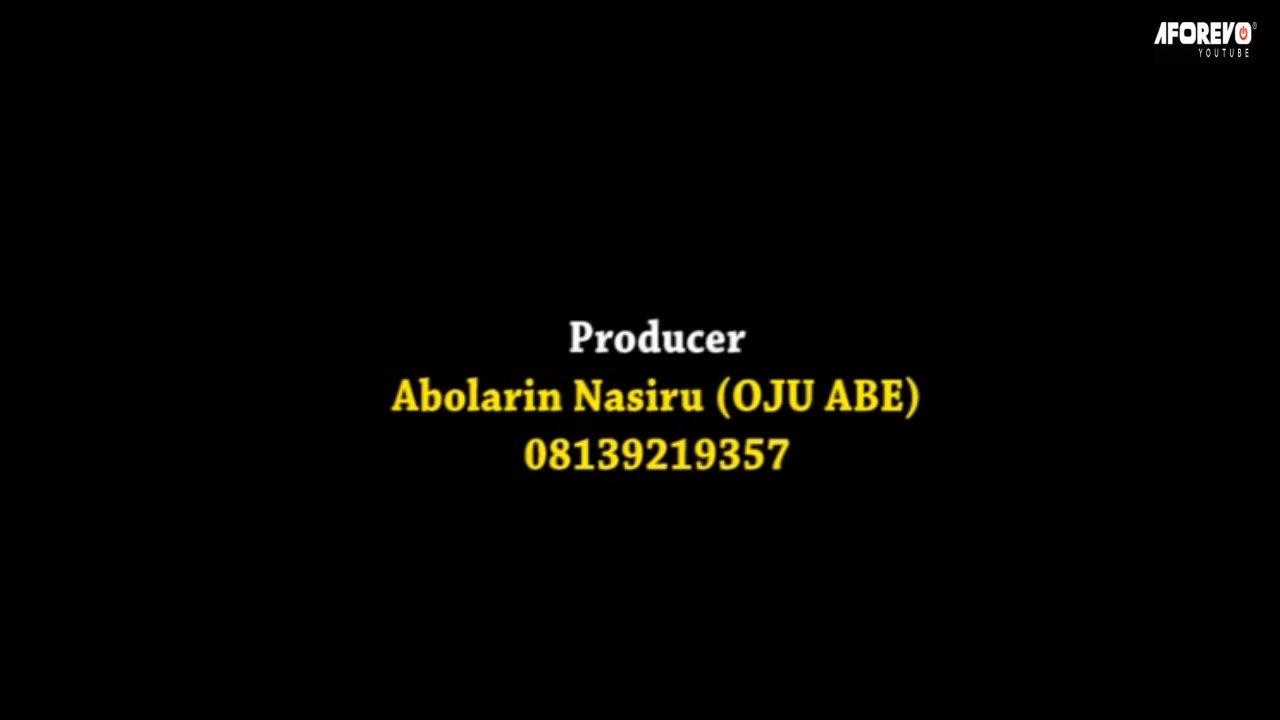 AFOREVO
YOUTUBE
Producer
Abolarin Nasiru (OJU ABE)
08139219357